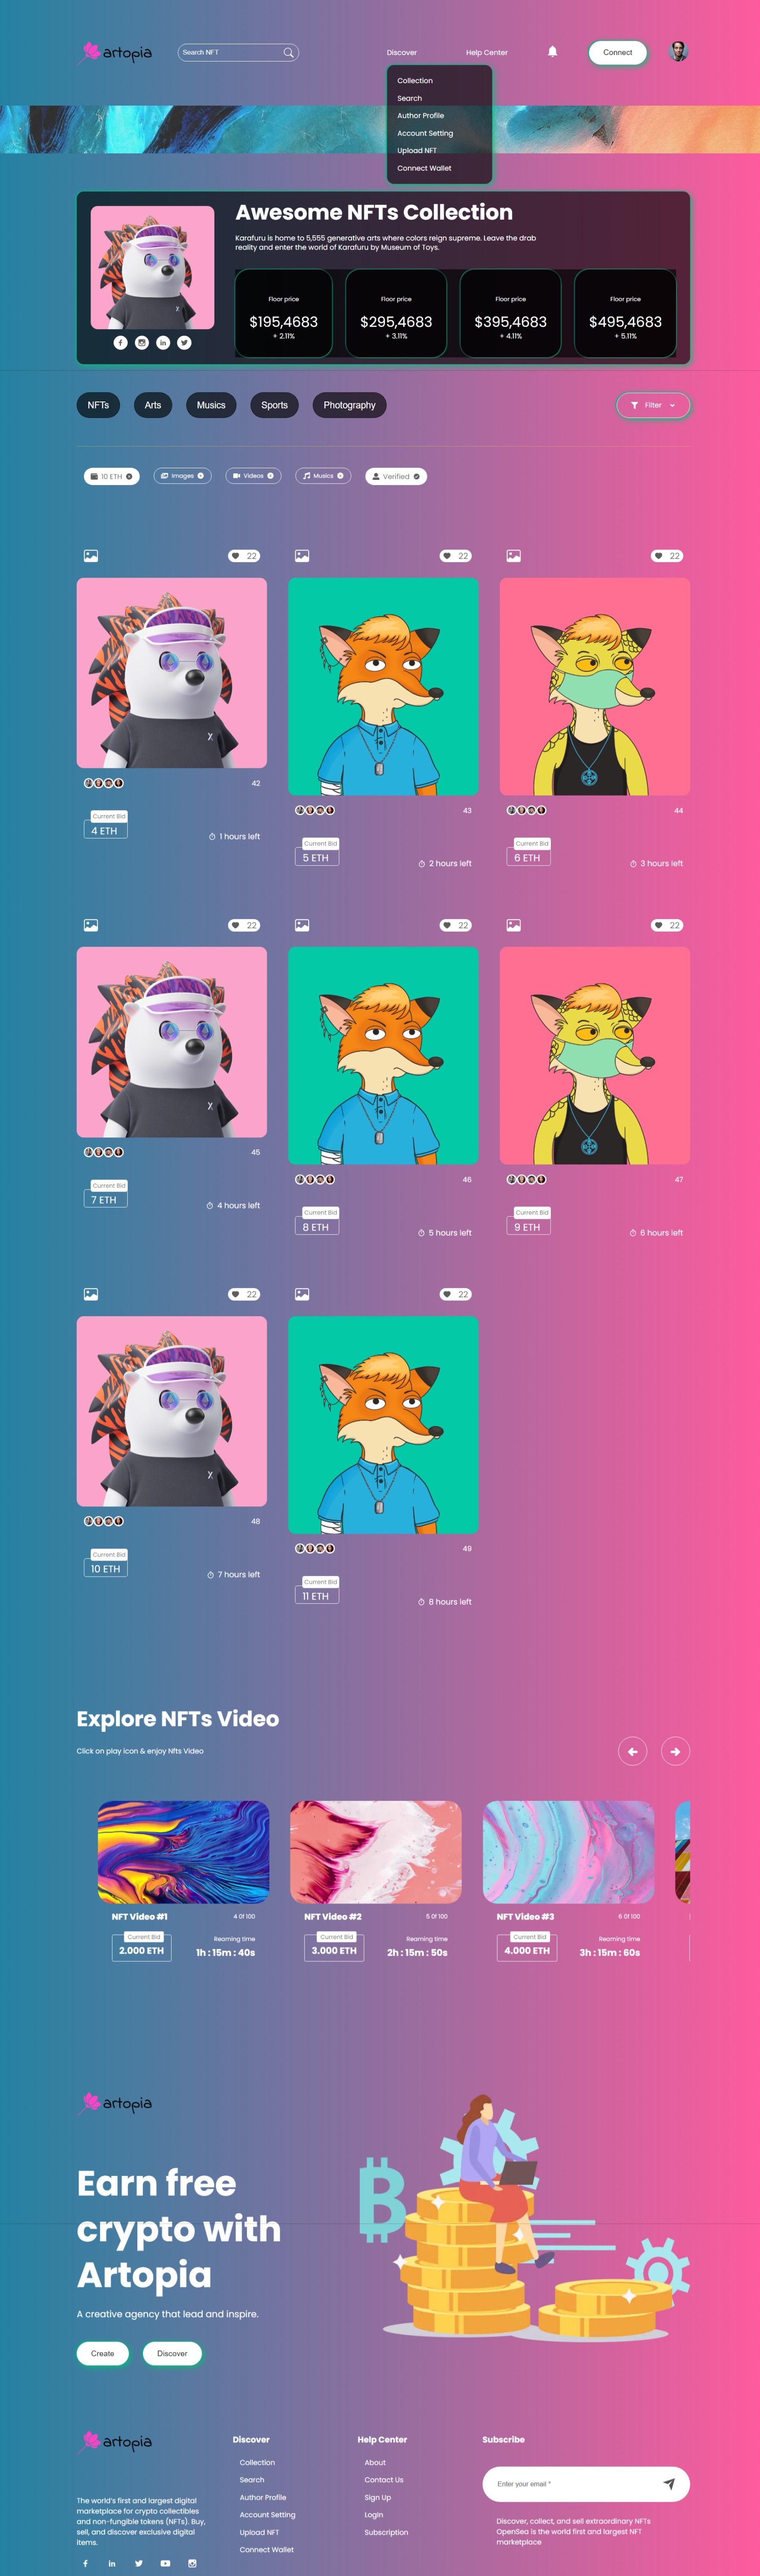 artopia
Search NFT
Discover
Help Center
Connect
Collection
Search
Author Profile
Account Setting
Upload NFT
Connect Wallet
Awesome NFTs Collection
Karafuru is home to 5,555 generative arts where colors reign supreme. Leave the drab
reality and enter the world of Karafuru by Museum of Toys.
Floor price
$195,4683
+ 2.11%
Floor price
$295,4683
+ 3.11%
Floor price
$395,4683
+ 4.11%
Floor price
$495,4683
+ 5.11%
NFTs
Arts
Musics
Sports
Photography
Filter
10 ETH
Images
Videos
Musics
Verified
22
22
22
42
Current Bid
4 ETH
1 hours left
43
Current Bid
5 ETH
2 hours left
44
Current Bid
6 ETH
3 hours left
22
22
22
45
Current Bid
7 ETH
4 hours left
46
Current Bid
8 ETH
5 hours left
47
Current Bid
9 ETH
6 hours left
22
22
48
Current Bid
10 ETH
7 hours left
49
Current Bid
11 ETH
8 hours left
Explore NFTs Video
Click on play icon & enjoy Nfts Video
NFT Video #1
4 0f 100
Current Bid
2.000 ETH
Reaming time
1h : 15m : 40s
NFT Video #2
5 0f 100
Current Bid
3.000 ETH
Reaming time
2h : 15m : 50s
NFT Video #3
6 0f 100
Current Bid
4.000 ETH
Reaming time
3h : 15m : 60s
artopia
Earn free
crypto with
Artopia
A creative agency that lead and inspire.
Create
Discover
artopia
The world's first and largest digital
marketplace for crypto collectibles
and non-fungible tokens (NFTs). Buy,
sell, and discover exclusive digital
items.
Discover
Collection
Search
Author Profile
Account Setting
Upload NFT
Connect Wallet
Help Center
About
Contact Us
Sign Up
Login
Subscription
Subscribe
Enter your email *
Discover, collect, and sell extraordinary NFTs
OpenSea is the world first and largest NFT
marketplace